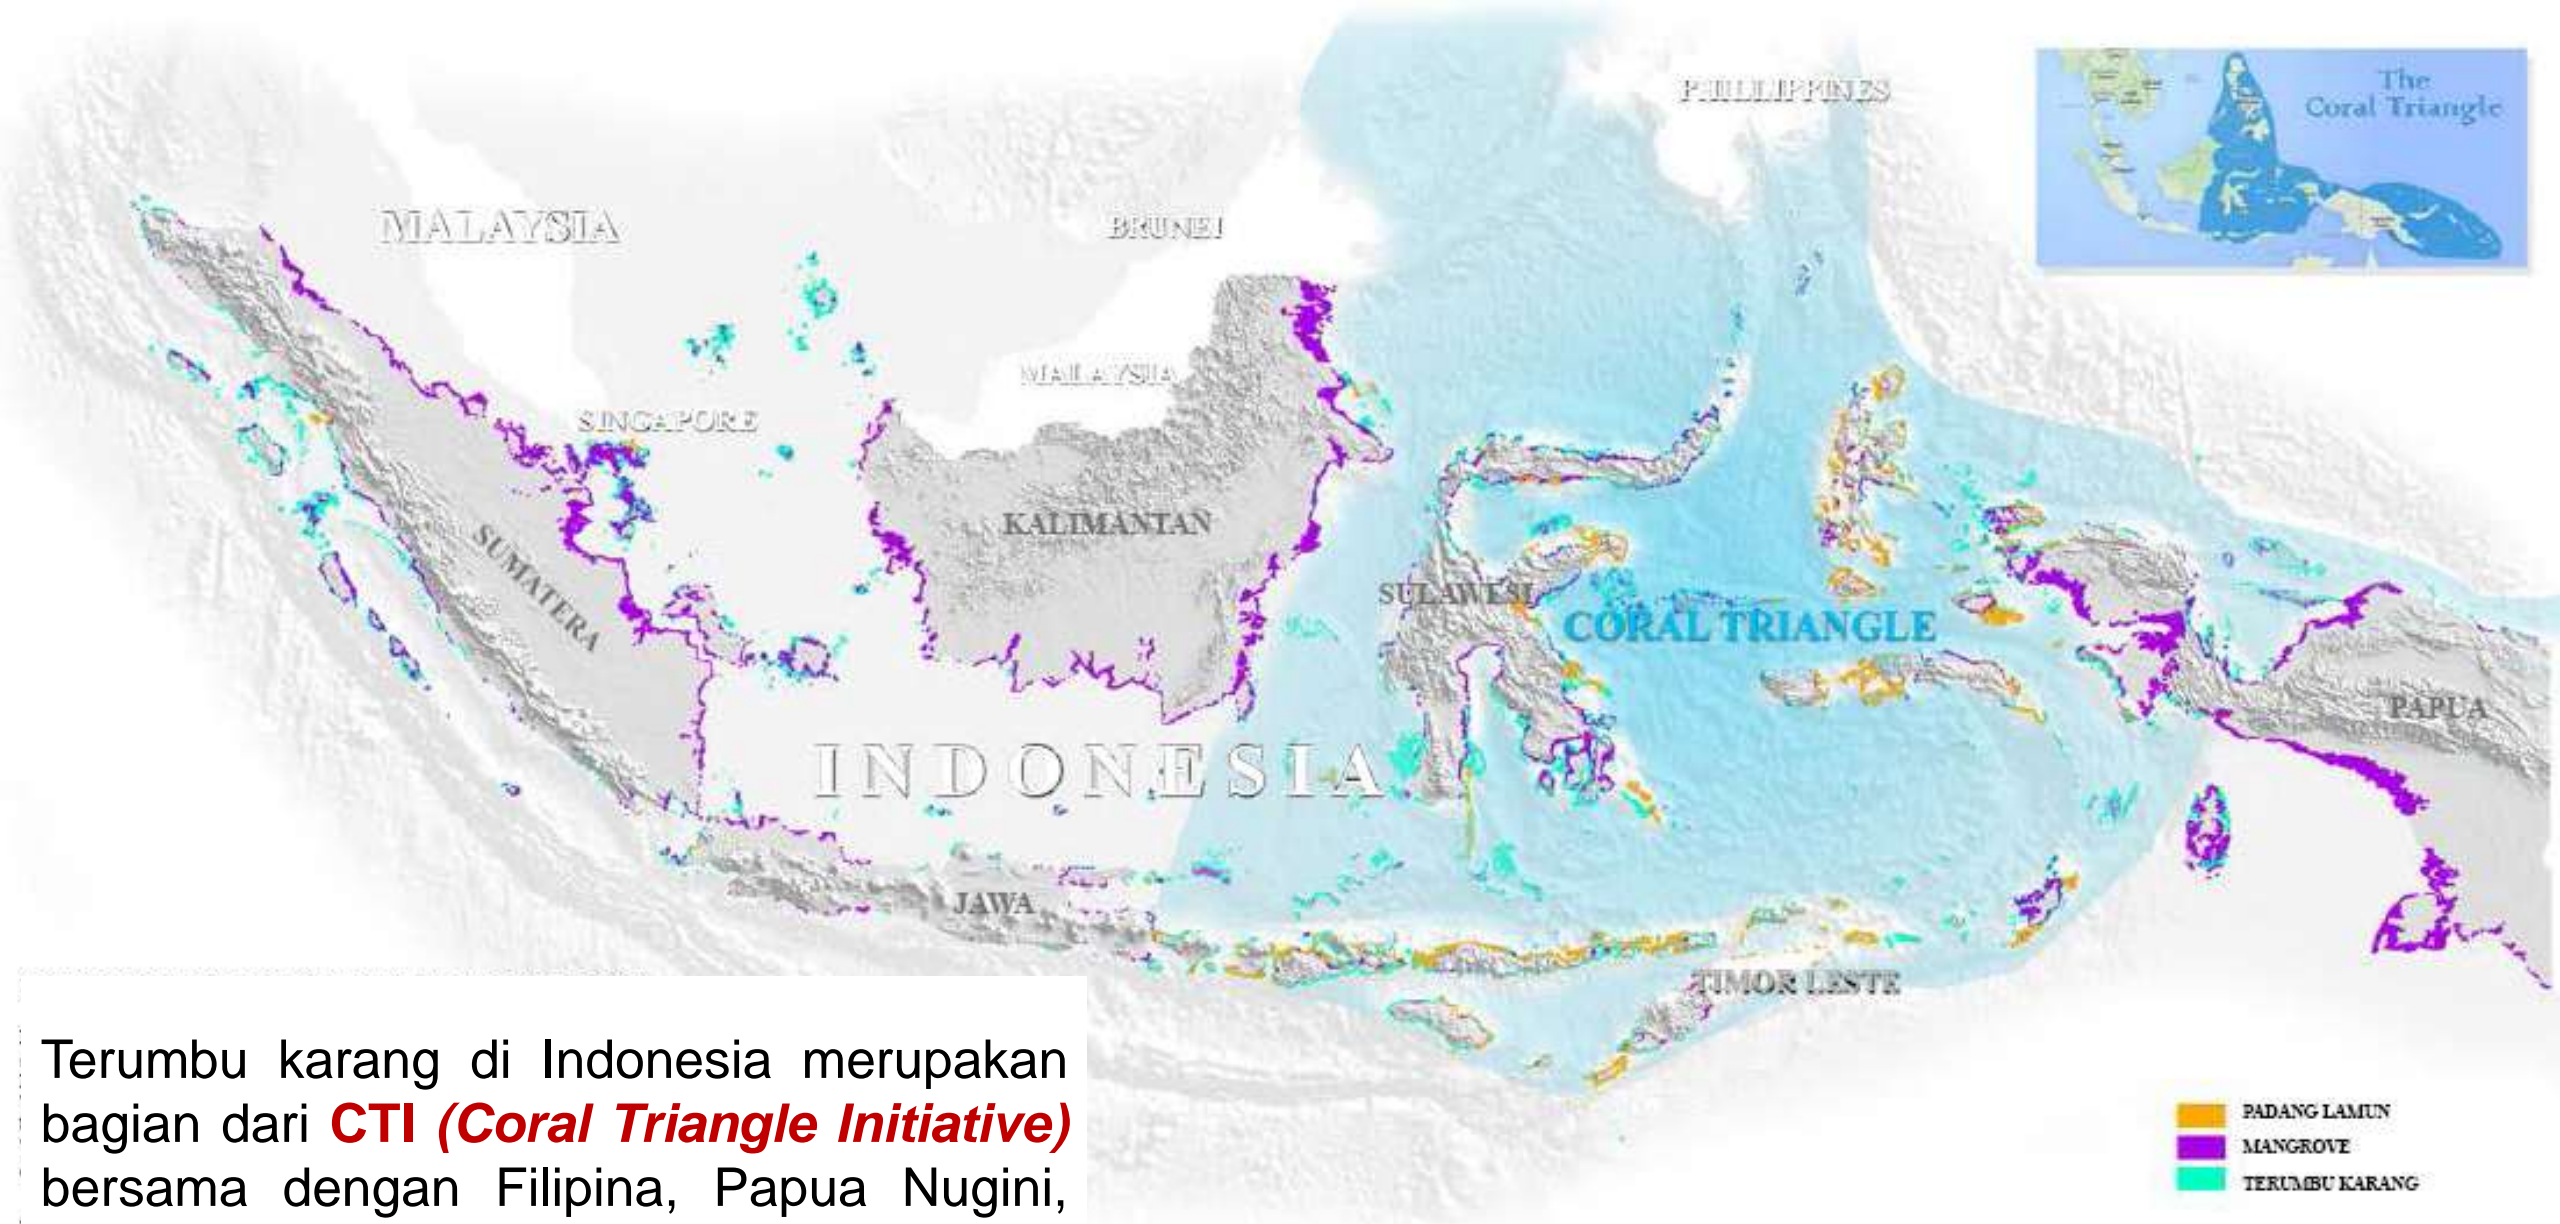 The
Coral Triangle
PHILLIPPINES
MALAYSIA
BRUNEI
MALAYSIA
SINGAPORE
KALIMANTAN
SUMATERA
SULAWESI
CORAL TRIANGLE
PAPUA
INDONESIA
JAWA
TIMOR LESTE
Terumbu karang di Indonesia merupakan
bagian dari CTI (Coral Triangle Initiative)
bersama dengan Filipina, Papua Nugini,
PADANG LAMUN
MANGROVE
TERUMBU KARANG